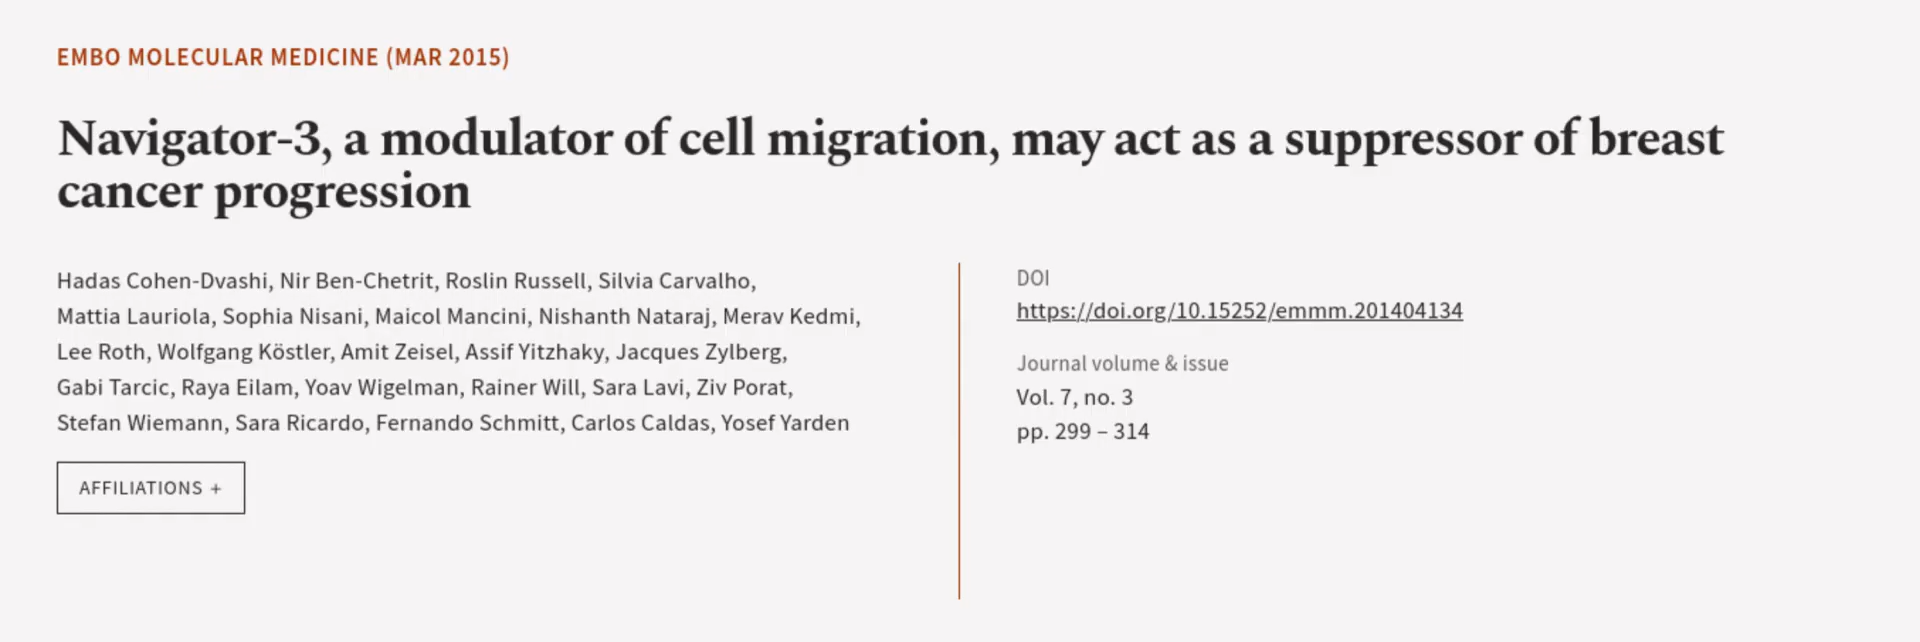 EMBO MOLECULAR MEDICINE (MAR 2015)
Navigator-3, a modulator of cell migration, may act as a suppressor of breast
cancer progression
Hadas Cohen-Dvashi, Nir Ben-Chetrit, Roslin Russell, Silvia Carvalho,
Mattia Lauriola, Sophia Nisani, Maicol Mancini, Nishanth Nataraj, Merav Kedmi,
Lee Roth, Wolfgang Köstler, Amit Zeisel, Assif Yitzhaky, Jacques Zylberg,
Gabi Tarcic, Raya Eilam, Yoav Wigelman, Rainer Will, Sara Lavi, Ziv Porat,
Stefan Wiemann, Sara Ricardo, Fernando Schmitt, Carlos Caldas, Yosef Yarden
AFFILIATIONS +
DOI
https://doi.org/10.15252/emmm.201404134
Journal volume & issue
Vol. 7, no. 3
pp. 299 – 314